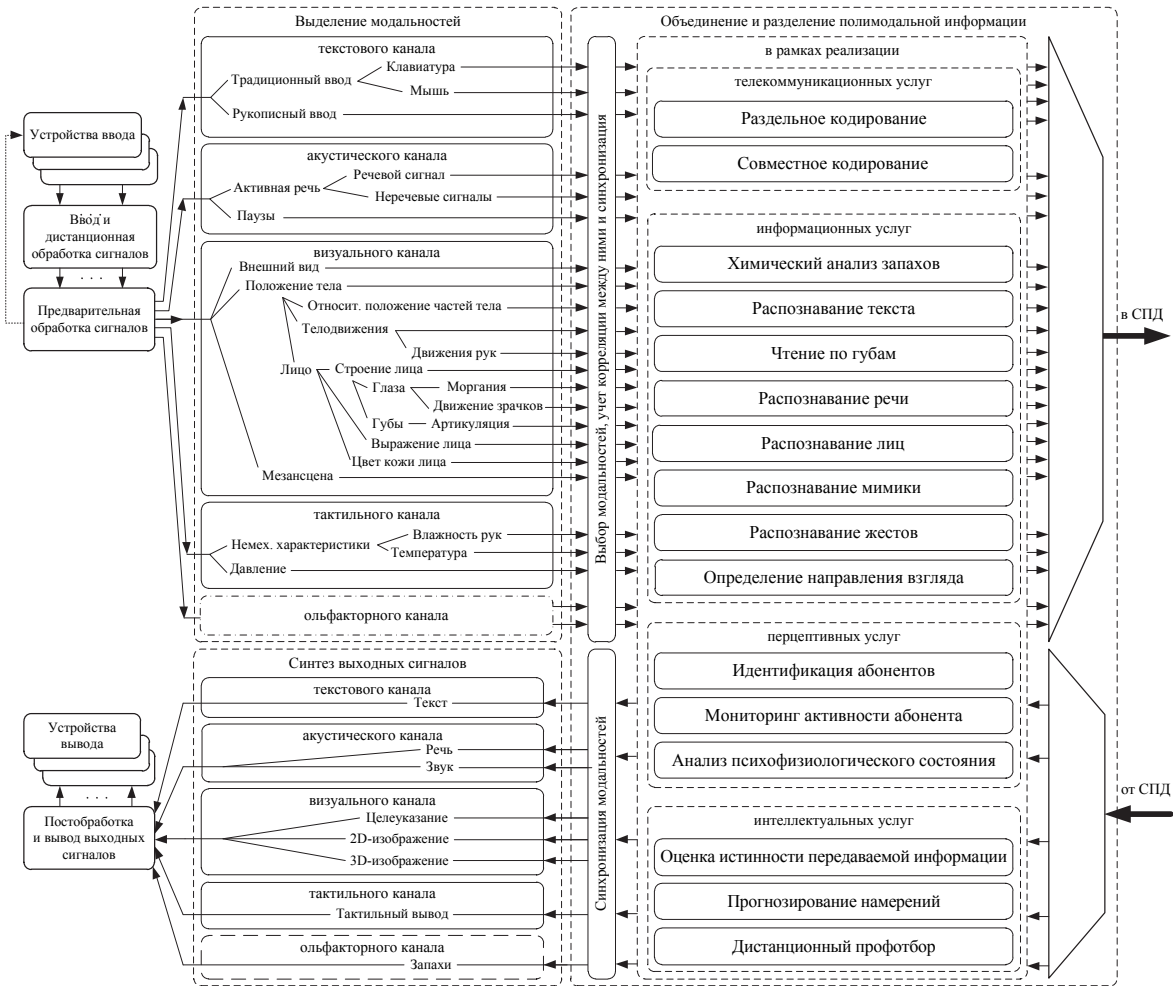 Выделение модальностей
Объединение и разделение полимодальной информации
Устройства ввода
Ввод и
дистанционная
обработка сигналов
. . .
Предварительная
обработка сигналов
текстового канала
Традиционный ввод
Клавиатура
Мышь
Рукописный ввод
акустического канала
Активная речь
Речевой сигнал
Неречевые сигналы
Паузы
визуального канала
Внешний вид
Положение тела
Относит. положение частей тела
Телодвижения
Движения рук
Лицо
Строение лица
Глаза
Моргания
Движение зрачков
Губы
Артикуляция
Выражение лица
Цвет кожи лица
Мезансцена
тактильного канала
Немех. характеристики
Влажность рук
Температура
Давление
ольфакторного канала
Выбор модальностей, учет корреляции между ними и синхронизация
в рамках реализации
телекоммуникационных услуг
Раздельное кодирование
Совместное кодирование
информационных услуг
Химический анализ запахов
Распознавание текста
Чтение по губам
Распознавание речи
Распознавание лиц
Распознавание мимики
Распознавание жестов
Определение направления взгляда
перцептивных услуг
Идентификация абонентов
Мониторинг активности абонента
Анализ психофизиологического состояния
интеллектуальных услуг
Оценка истинности передаваемой информации
Прогнозирование намерений
Дистанционный профотбор
в СПД
от СПД
Синхронизация модальностей
Синтез выходных сигналов
текстового канала
Текст
акустического канала
Речь
Звук
визуального канала
Целеуказание
2D-изображение
3D-изображение
тактильного канала
Тактильный вывод
ольфакторного канала
Запахи
Устройства
вывода
. . .
Постобработка
и вывод выходных
сигналов